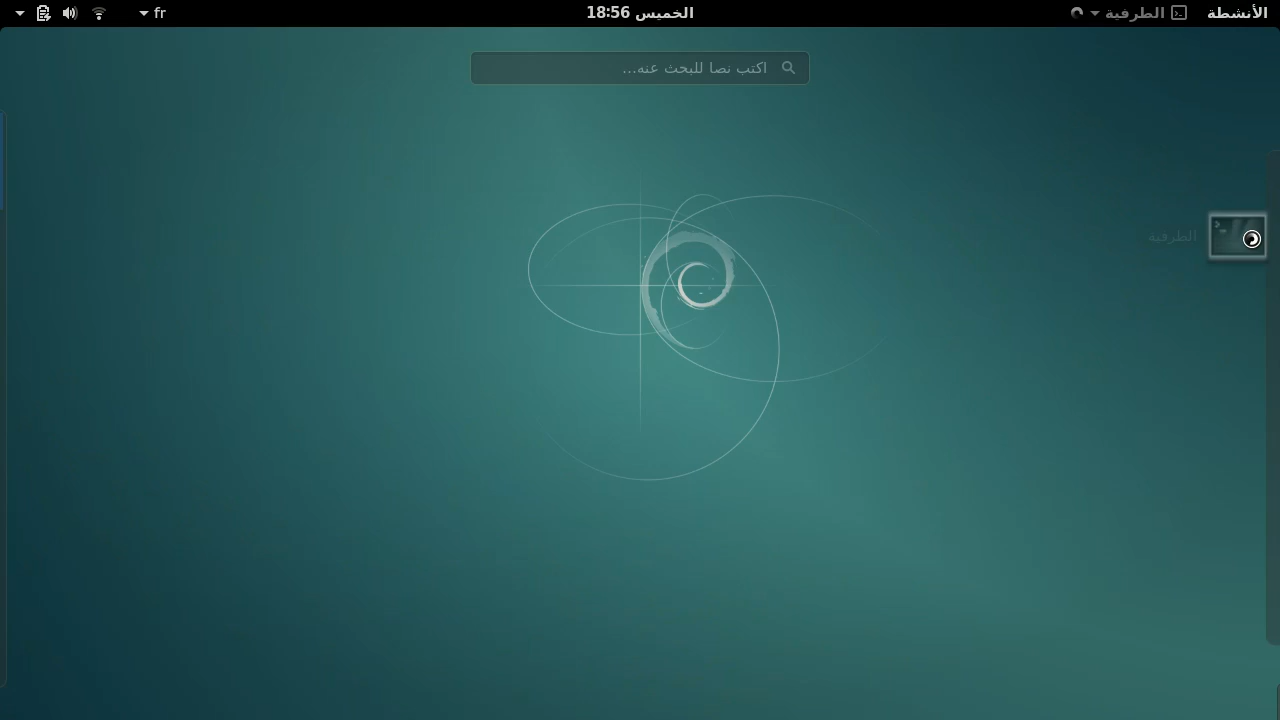 الأنشطة الطرفية الخميس 18:56 fr
اكتب نصا للبحث عنه...
الطرفية